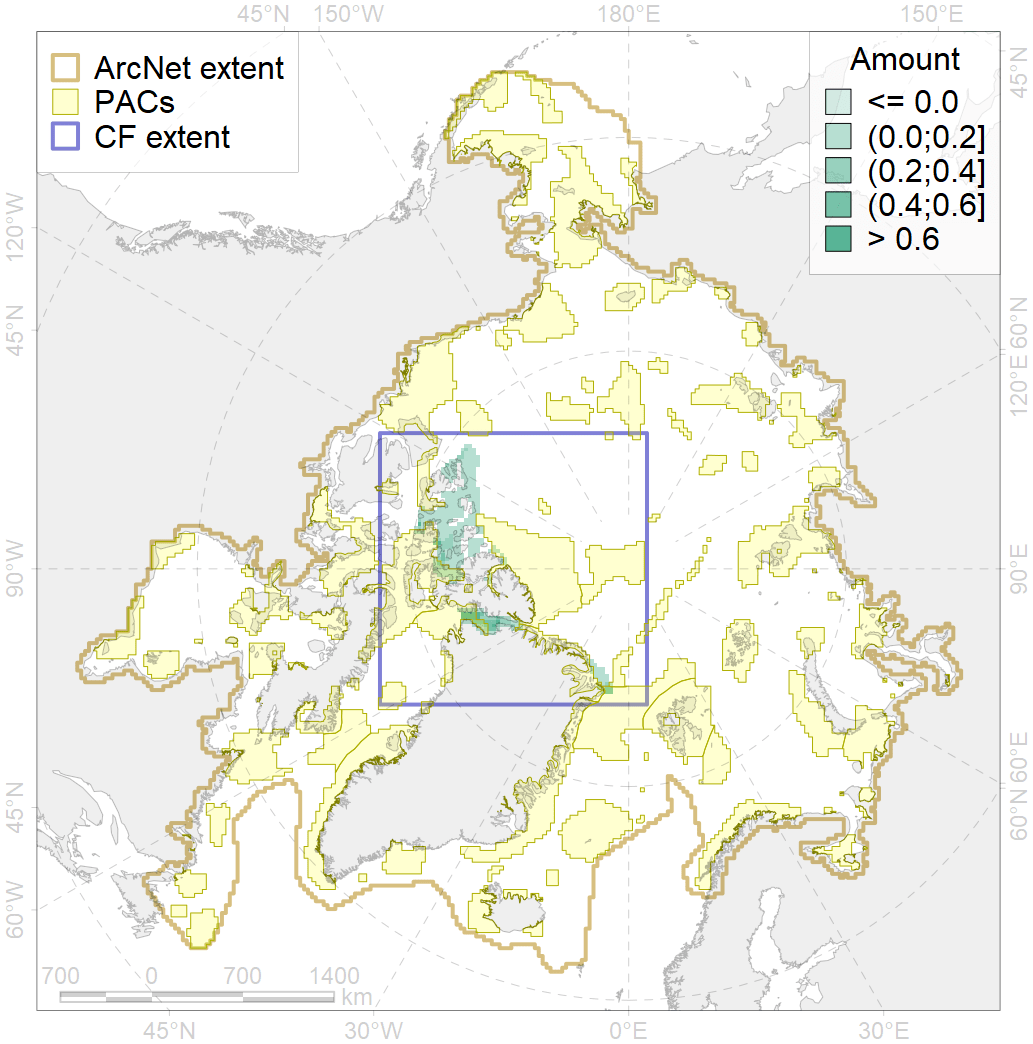 45°N 150°W 180°E 150°E
ArcNet extent
PACs
CF extent
Amount
<= 0.0
(0.0;0.2]
(0.2;0.4]
(0.4;0.6]
> 0.6
45°N
120°W
60°N
45°N
120°E
90°W
90°E
60°E
45°N
60°N
60°W
700 0 700 1400
km
45°N 30°W 0°E 30°E